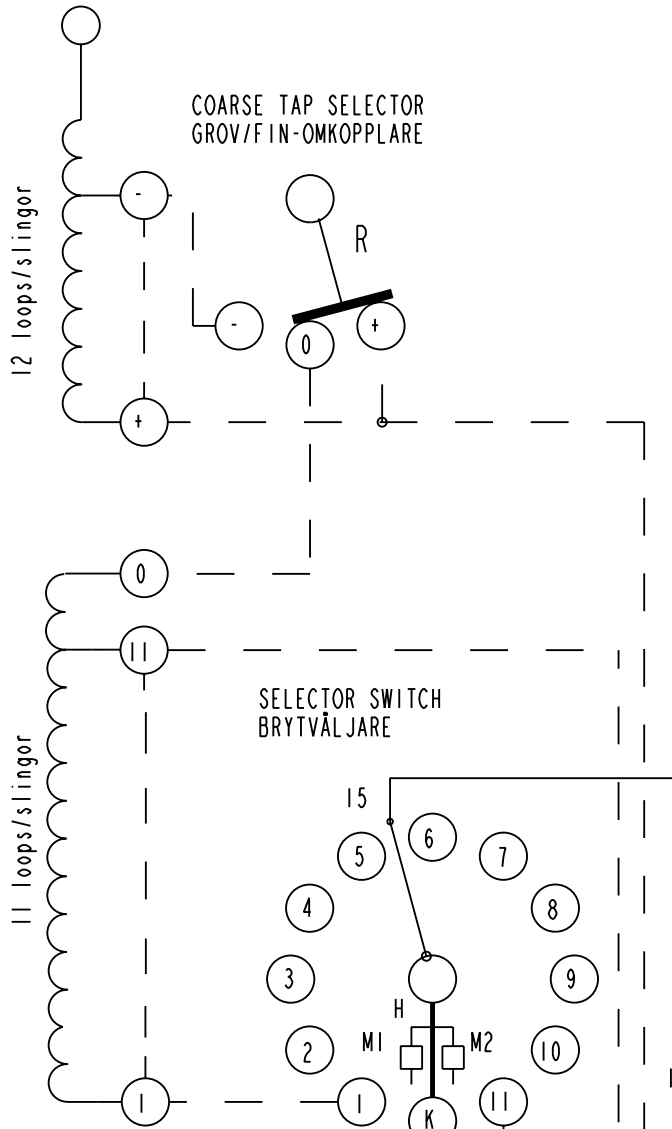 COARSE TAP SELECTOR
GROV/FIN-OMKOPPLARE
12 loops/slingor
-
R
-
0
+
+
0
11
SELECTOR SWITCH
BRYTVÄLJARE
11 loops/slingor
15
6
5
7
4
8
3
9
H
M1
M2
2
10
1
1
K
11